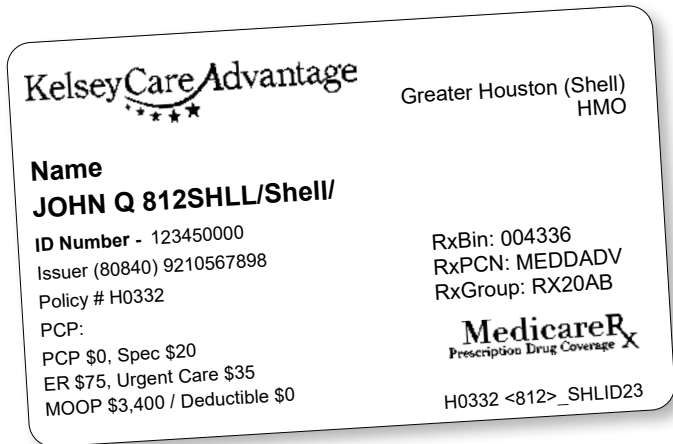 KelseyCareAdvantage
Greater Houston (Shell)
HMO
Name
JOHN Q 812SHLL/Shell/
ID Number - 123450000
Issuer (80840) 9210567898
Policy # H0332
PCP:
PCP $0, Spec $20
ER $75, Urgent Care $35
MOOP $3,400 / Deductible $0
RxBin: 004336
RxPCN: MEDDADV
RxGroup: RX20AB
MedicareRx
Prescription Drug Coverage
H0332 <812>_SHLID23